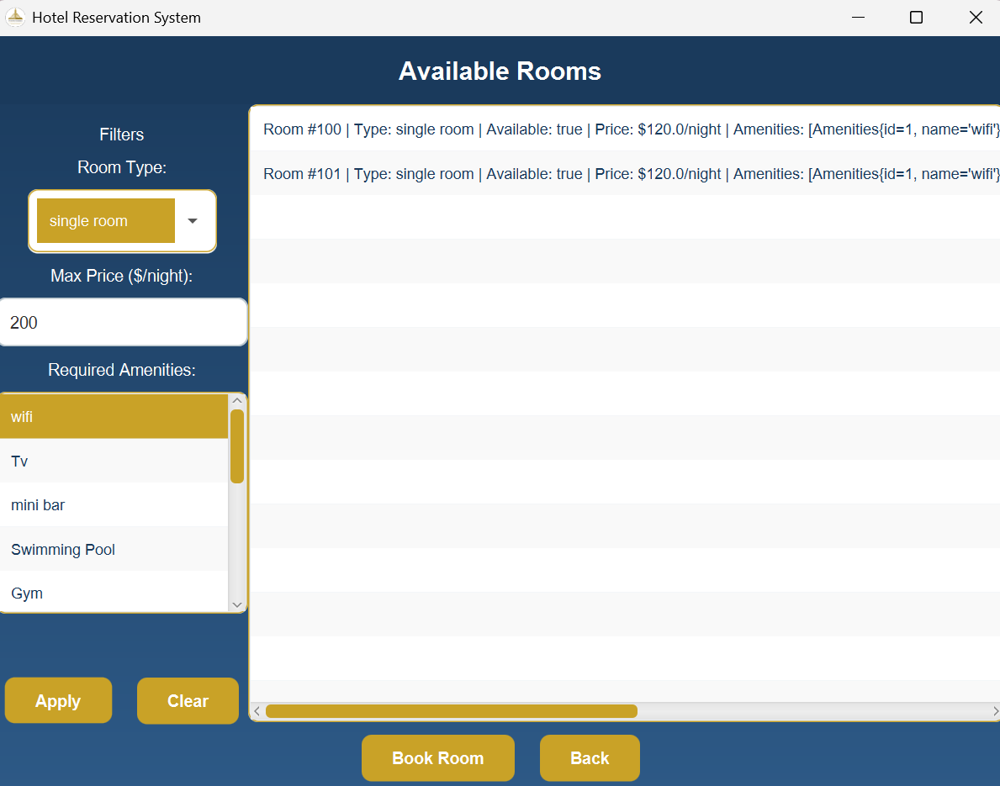 Hotel Reservation System
Available Rooms
Filters
Room Type:
single room
Max Price ($/night):
200
Required Amenities:
wifi
Tv
mini bar
Swimming Pool
Gym
Apply
Clear
Room #100 | Type: single room | Available: true | Price: $120.0/night | Amenities: [Amenities{id=1, name='wifi'}
Room #101 | Type: single room | Available: true | Price: $120.0/night | Amenities: [Amenities{id=1, name='wifi'}
Book Room
Back